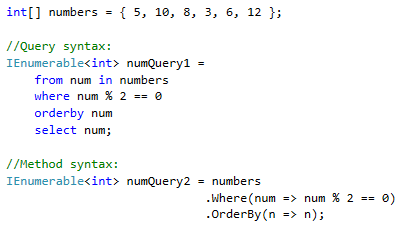 int[] numbers = { 5, 10, 8, 3, 6, 12 };

//Query syntax:
IEnumerable<int> numQuery1 =
    from num in numbers
    where num % 2 == 0
    orderby num
    select num;

//Method syntax:
IEnumerable<int> numQuery2 = numbers
                             .Where(num => num % 2 == 0)
                             .OrderBy(n => n);